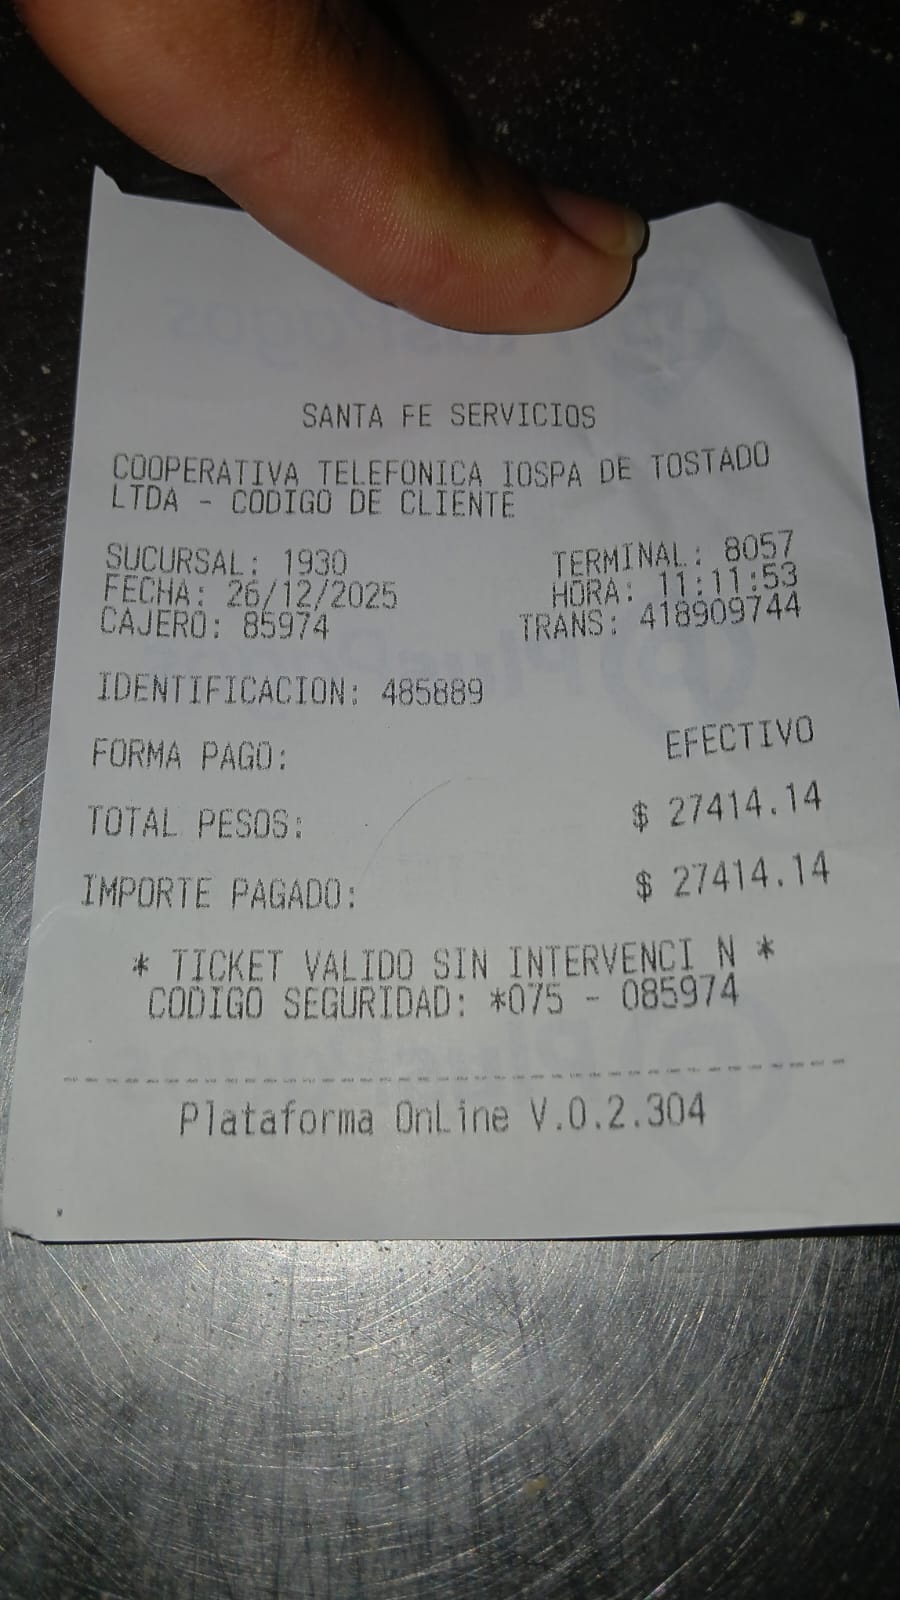 SANTA FE SERVICIOS
COOPERATIVA TELEFONICA IOSPA DE TOSTADO
LTDA - CODIGO DE CLIENTE
SUCURSAL: 1930 TERMINAL: 8057
FECHA: 26/12/2025 HORA: 11:11:53
CAJERO: 85974 TRANS: 418909744
IDENTIFICACION: 485889
FORMA PAGO: EFECTIVO
TOTAL PESOS: $ 27414.14
IMPORTE PAGADO: $ 27414.14
* TICKET VALIDO SIN INTERVENCI N *
CODIGO SEGURIDAD: *075 - 085974
Plataforma OnLine V.0.2.304